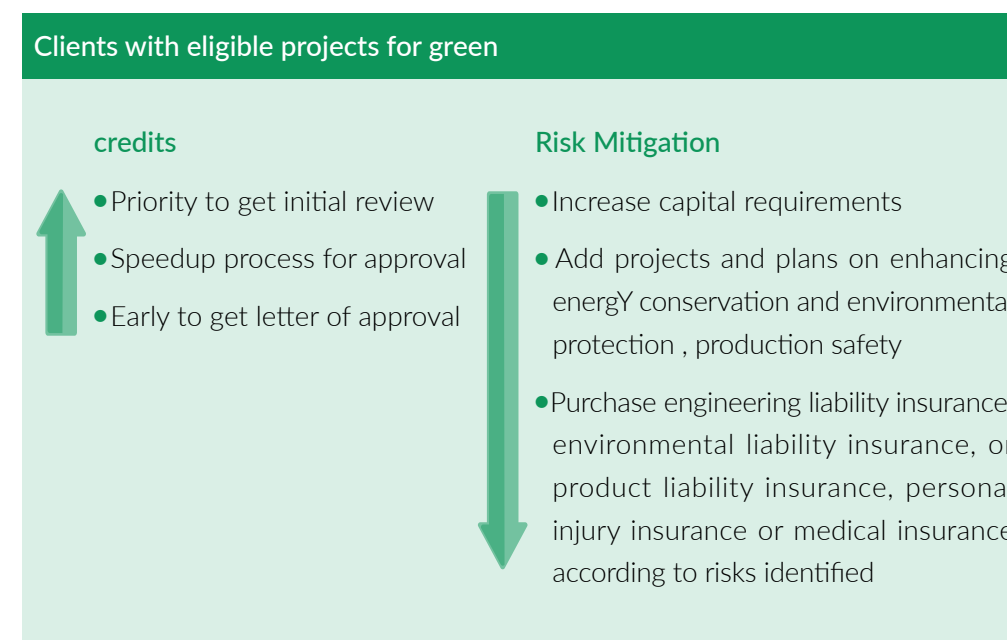 Clients with eligible projects for green
credits
●Priority to get initial review
●Speedup process for approval
●Early to get letter of approval
Risk Mitigation
●Increase capital requirements
● Add projects and plans on enhancing
energY conservation and environmenta
protection , production safety
●Purchase engineering liability insurance
environmental liability insurance, or
product liability insurance, persona
injury insurance or medical insurance
according to risks identified